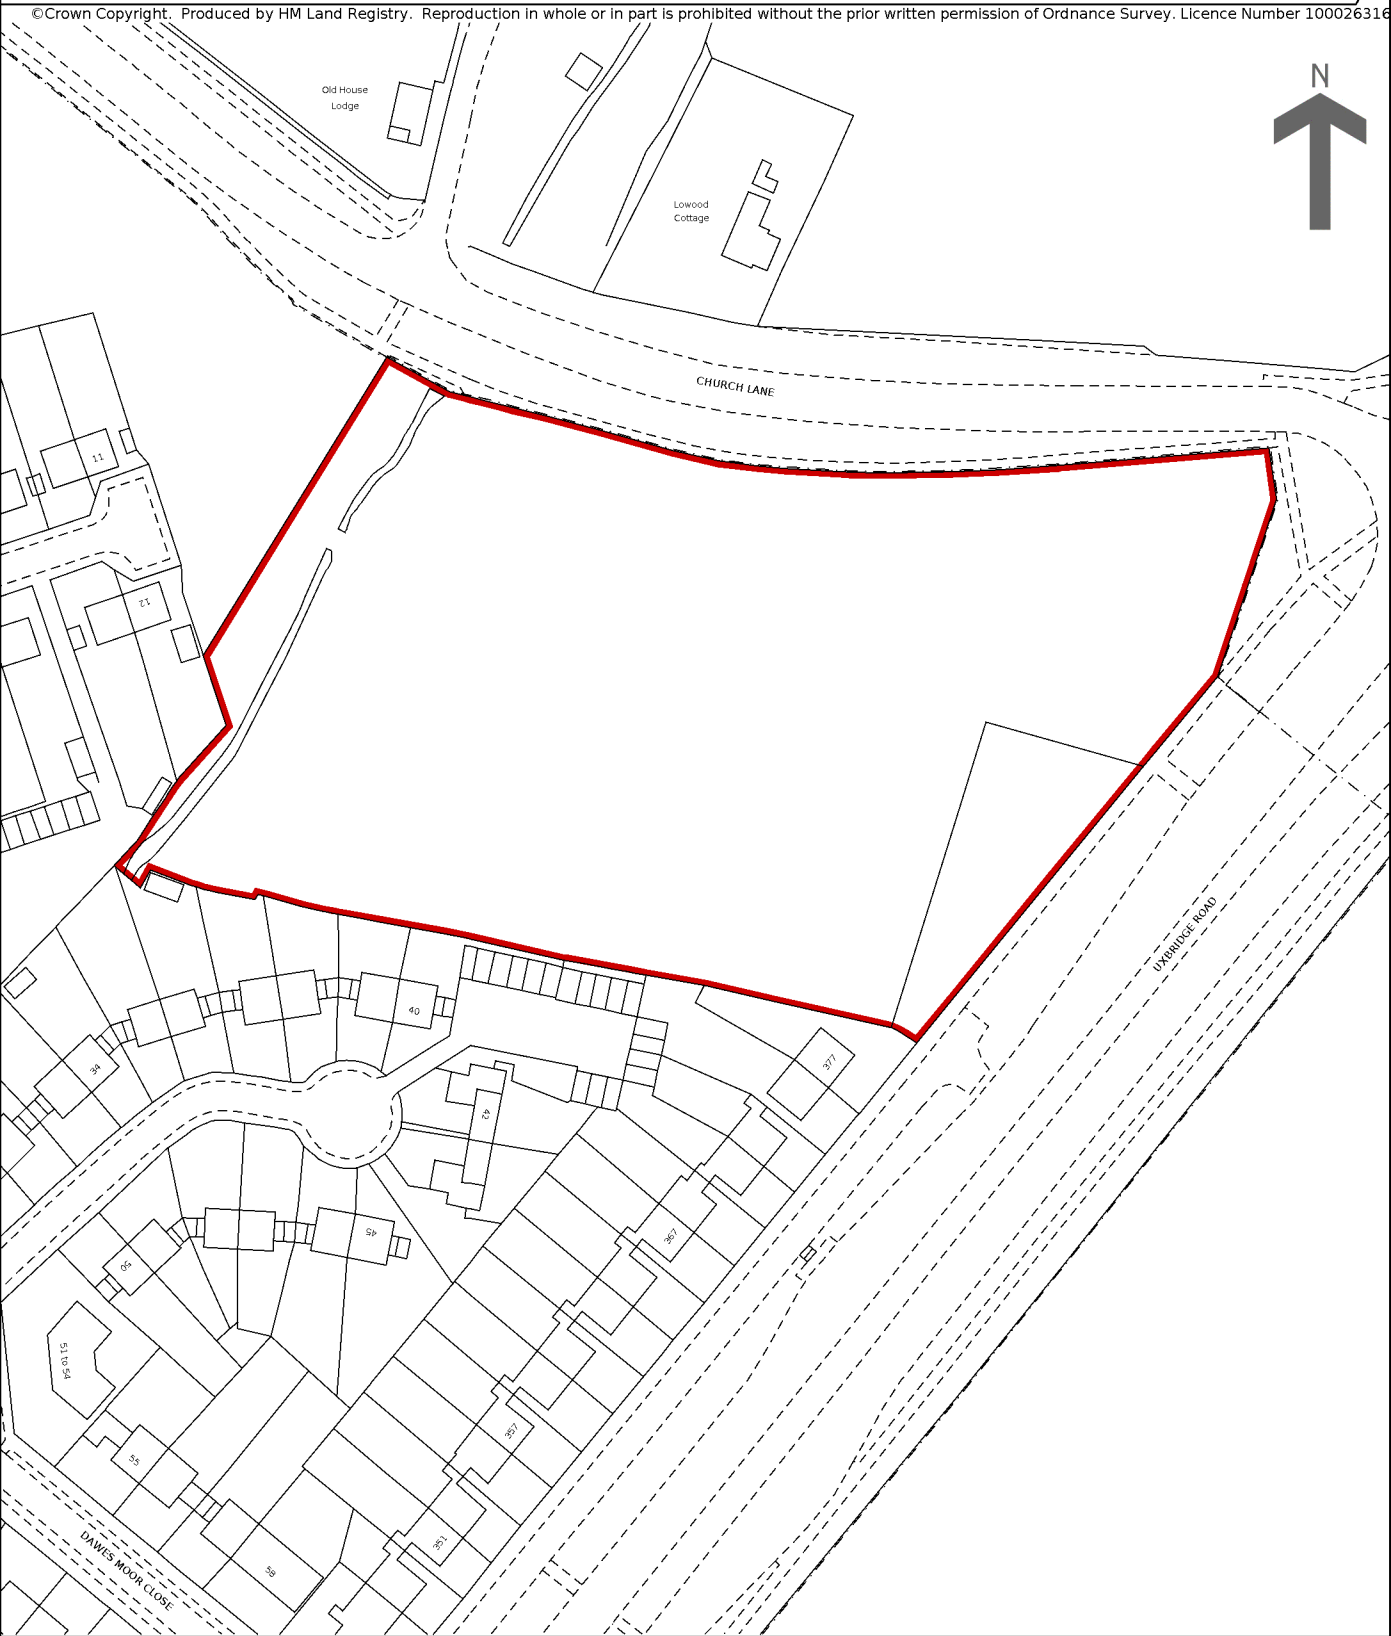 ©Crown Copyright. Produced by HM Land Registry. Reproduction in whole or in part is prohibited without the prior written permission of Ordnance Survey. Licence Number 100026316
N
Old House
Lodge
Lowood
Cottage
CHURCH LANE
11
12
UXBRIDGE ROAD
40
34
377
42
367
45
50
51 to 54
357
55
351
58
DAWES MOOR CLOSE